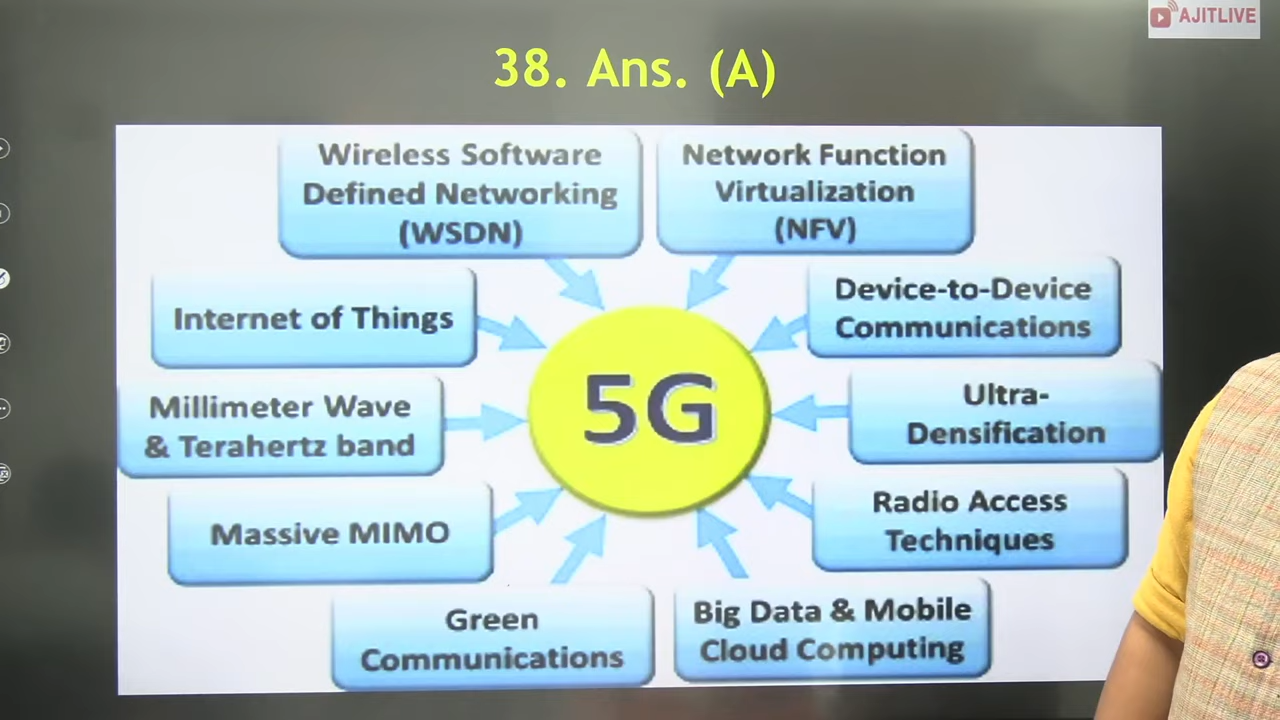 AJITLIVE
38. Ans. (A)
Wireless Software
Defined Networking
(WSDN)
Network Function
Virtualization
(NFV)
Internet of Things
Device-to-Device
Communications
Millimeter Wave
& Terahertz band
5G
Ultra-
Densification
Massive MIMO
Radio Access
Techniques
Green
Communications
Big Data & Mobile
Cloud Computing